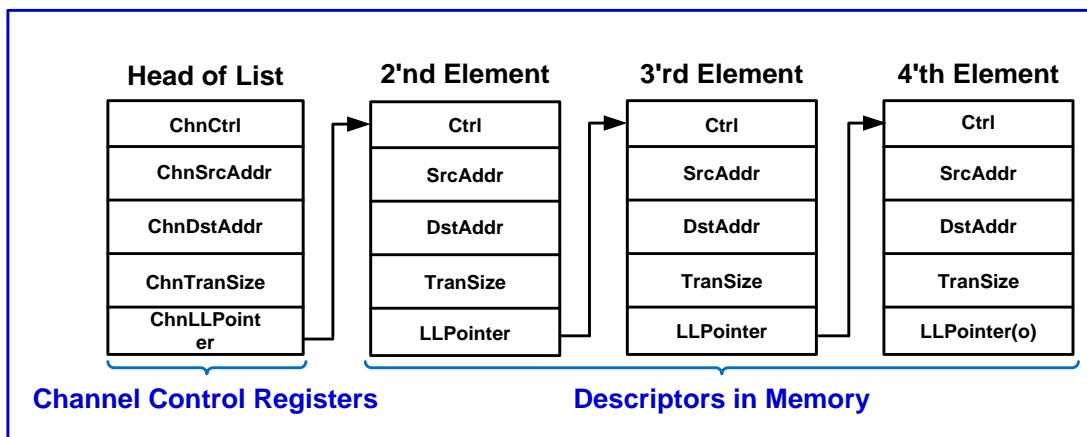 Head of List
2'nd Element
3'rd Element
4'th Element
ChnCtrl
Ctrl
Ctrl
Ctrl
ChnSrcAddr
SrcAddr
SrcAddr
SrcAddr
ChnDstAddr
DstAddr
DstAddr
DstAddr
ChnTranSize
TranSize
TranSize
TranSize
ChnLLPoint
er
LLPointer
LLPointer
LLPointer(o)
Channel Control Registers
Descriptors in Memory